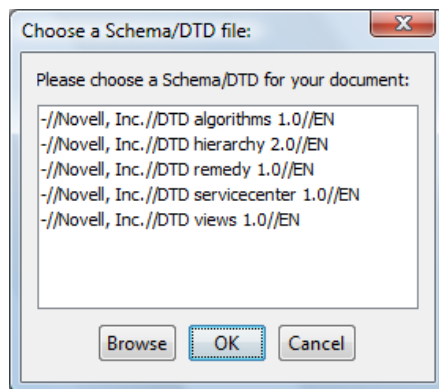 Choose a Schema/DTD file:
Please choose a Schema/DTD for your document:
-//Novell, Inc.//DTD algorithms 1.0//EN
-//Novell, Inc.//DTD hierarchy 2.0//EN
-//Novell, Inc.//DTD remedy 1.0//EN
-//Novell, Inc.//DTD servicecenter 1.0//EN
-//Novell, Inc.//DTD views 1.0//EN
Browse OK Cancel